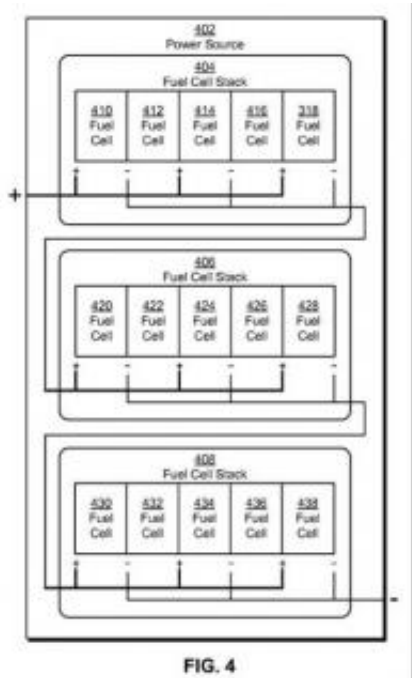 402
Power Source
404
Fuel Cell Stack
410 412 414 416 318
Fuel Fuel Fuel Fuel Fuel
Cell Cell Cell Cell Cell
+ - + - + -
+
406
Fuel Cell Stack
420 422 424 426 428
Fuel Fuel Fuel Fuel Fuel
Cell Cell Cell Cell Cell
+ - + - + -
408
Fuel Cell Stack
430 432 434 436 438
Fuel Fuel Fuel Fuel Fuel
Cell Cell Cell Cell Cell
+ - + - + -
-
FIG. 4